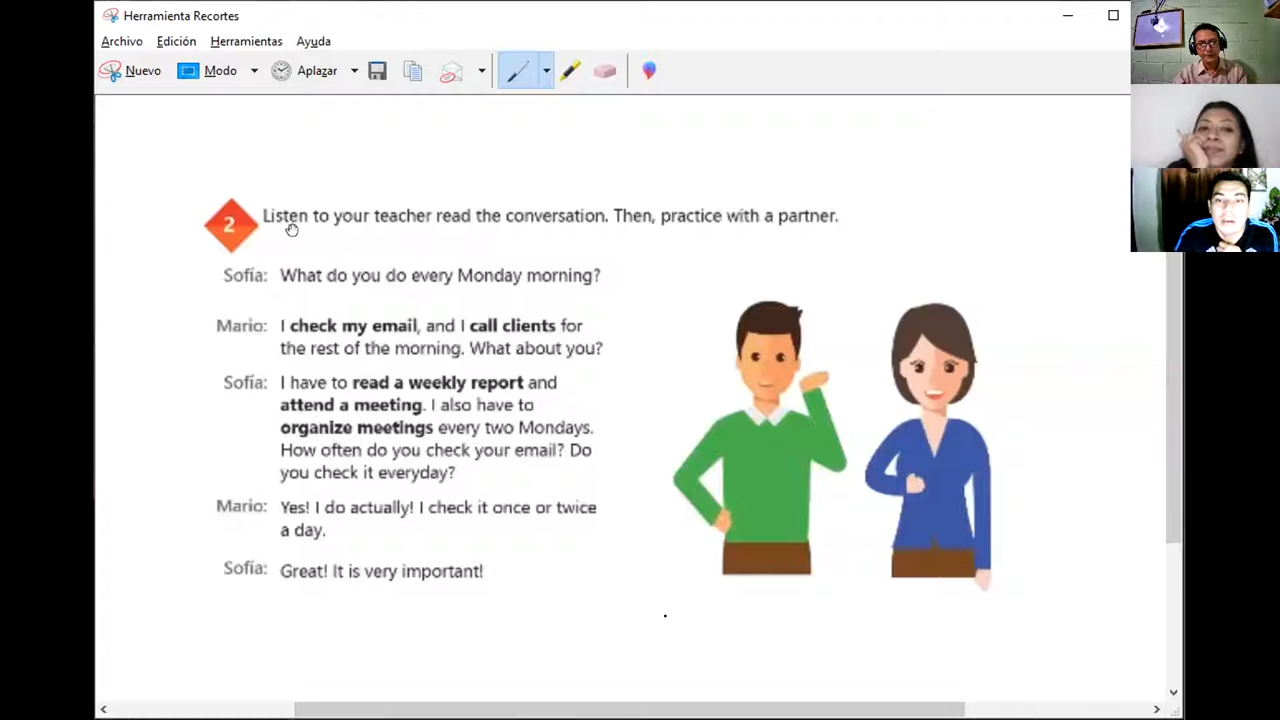 Herramienta Recortes
Archivo Edición Herramientas Ayuda
Nuevo Modo Aplazar
2 Listen to your teacher read the conversation. Then, practice with a partner.
Sofía: What do you do every Monday morning?
Mario: I check my email, and I call clients for
the rest of the morning. What about you?
Sofía: I have to read a weekly report and
attend a meeting. I also have to
organize meetings every two Mondays.
How often do you check your email? Do
you check it everyday?
Mario: Yes! I do actually! I check it once or twice
a day.
Sofía: Great! It is very important!